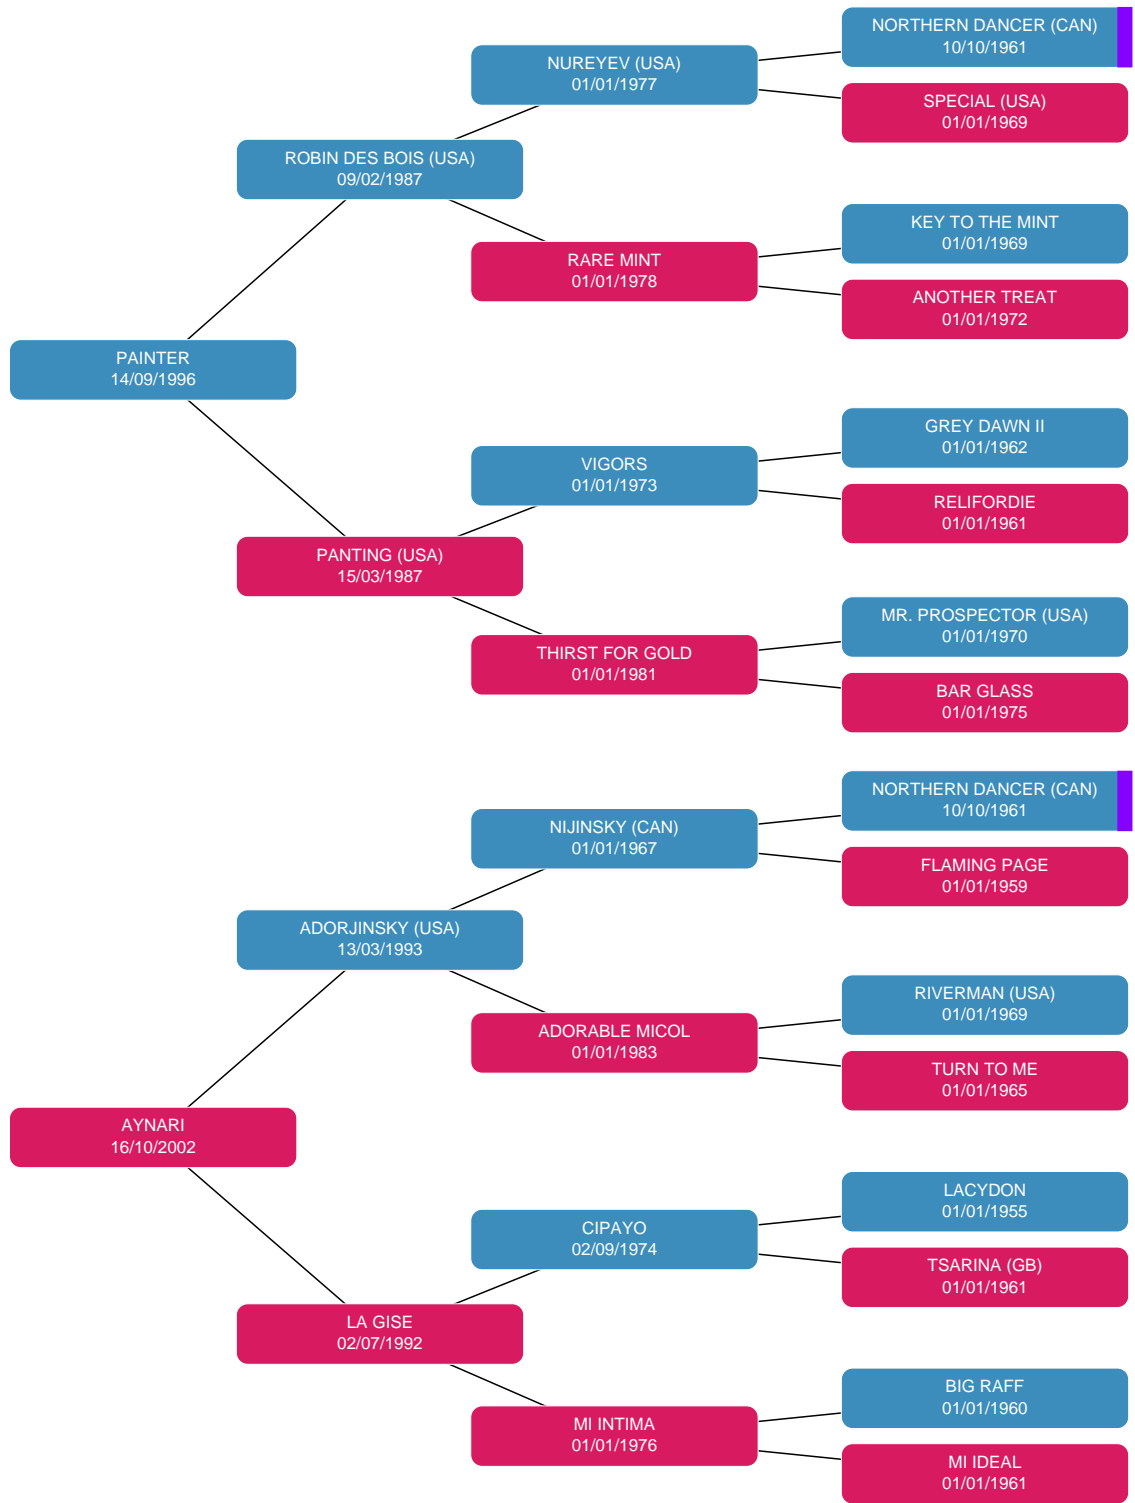 NORTHERN DANCER (CAN)
10/10/1961
NUREYEV (USA)
01/01/1977
SPECIAL (USA)
01/01/1969
ROBIN DES BOIS (USA)
09/02/1987
KEY TO THE MINT
01/01/1969
RARE MINT
01/01/1978
ANOTHER TREAT
01/01/1972
PAINTER
14/09/1996
GREY DAWN II
01/01/1962
VIGORS
01/01/1973
RELIFORDIE
01/01/1961
PANTING (USA)
15/03/1987
MR. PROSPECTOR (USA)
01/01/1970
THIRST FOR GOLD
01/01/1981
BAR GLASS
01/01/1975
NORTHERN DANCER (CAN)
10/10/1961
NIJINSKY (CAN)
01/01/1967
FLAMING PAGE
01/01/1959
ADORJINSKY (USA)
13/03/1993
RIVERMAN (USA)
01/01/1969
ADORABLE MICOL
01/01/1983
TURN TO ME
01/01/1965
AYNARI
16/10/2002
LACYDON
01/01/1955
CIPAYO
02/09/1974
TSARINA (GB)
01/01/1961
LA GISE
02/07/1992
BIG RAFF
01/01/1960
MI INTIMA
01/01/1976
MI IDEAL
01/01/1961